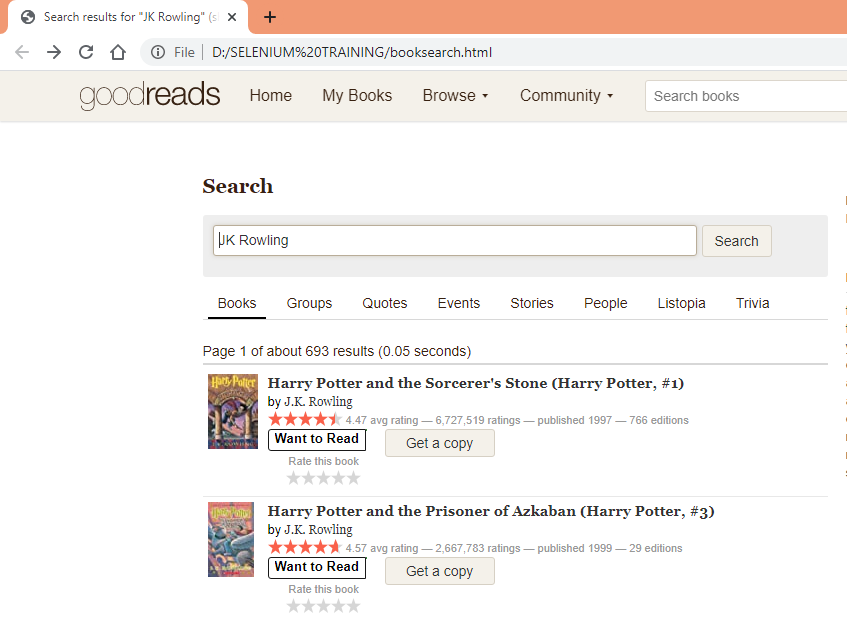 Search results for "JK Rowling" (s
File D:/SELENIUM%20TRAINING/booksearch.html
goodreads Home My Books Browse Community Search books
Search
JK Rowling Search
Books Groups Quotes Events Stories People Listopia Trivia
Page 1 of about 693 results (0.05 seconds)
Harry Potter and the Sorcerer's Stone (Harry Potter, #1)
by J.K. Rowling
4.47 avg rating — 6,727,519 ratings — published 1997 — 766 editions
Want to Read Get a copy
Rate this book
Harry Potter and the Prisoner of Azkaban (Harry Potter, #3)
by J.K. Rowling
4.57 avg rating — 2,667,783 ratings — published 1999 — 29 editions
Want to Read Get a copy
Rate this book